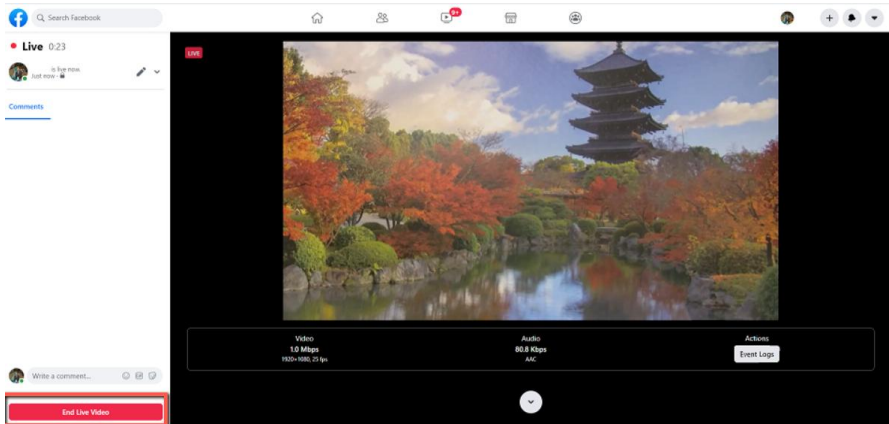 Search Facebook
9+
Live 0:23
is live now.
Just now ·
Comments
LIVE
Video
1.0 Mbps
1920×1080, 25 fps
Audio
80.8 Kbps
AAC
Actions
Event Logs
Write a comment...
End Live Video